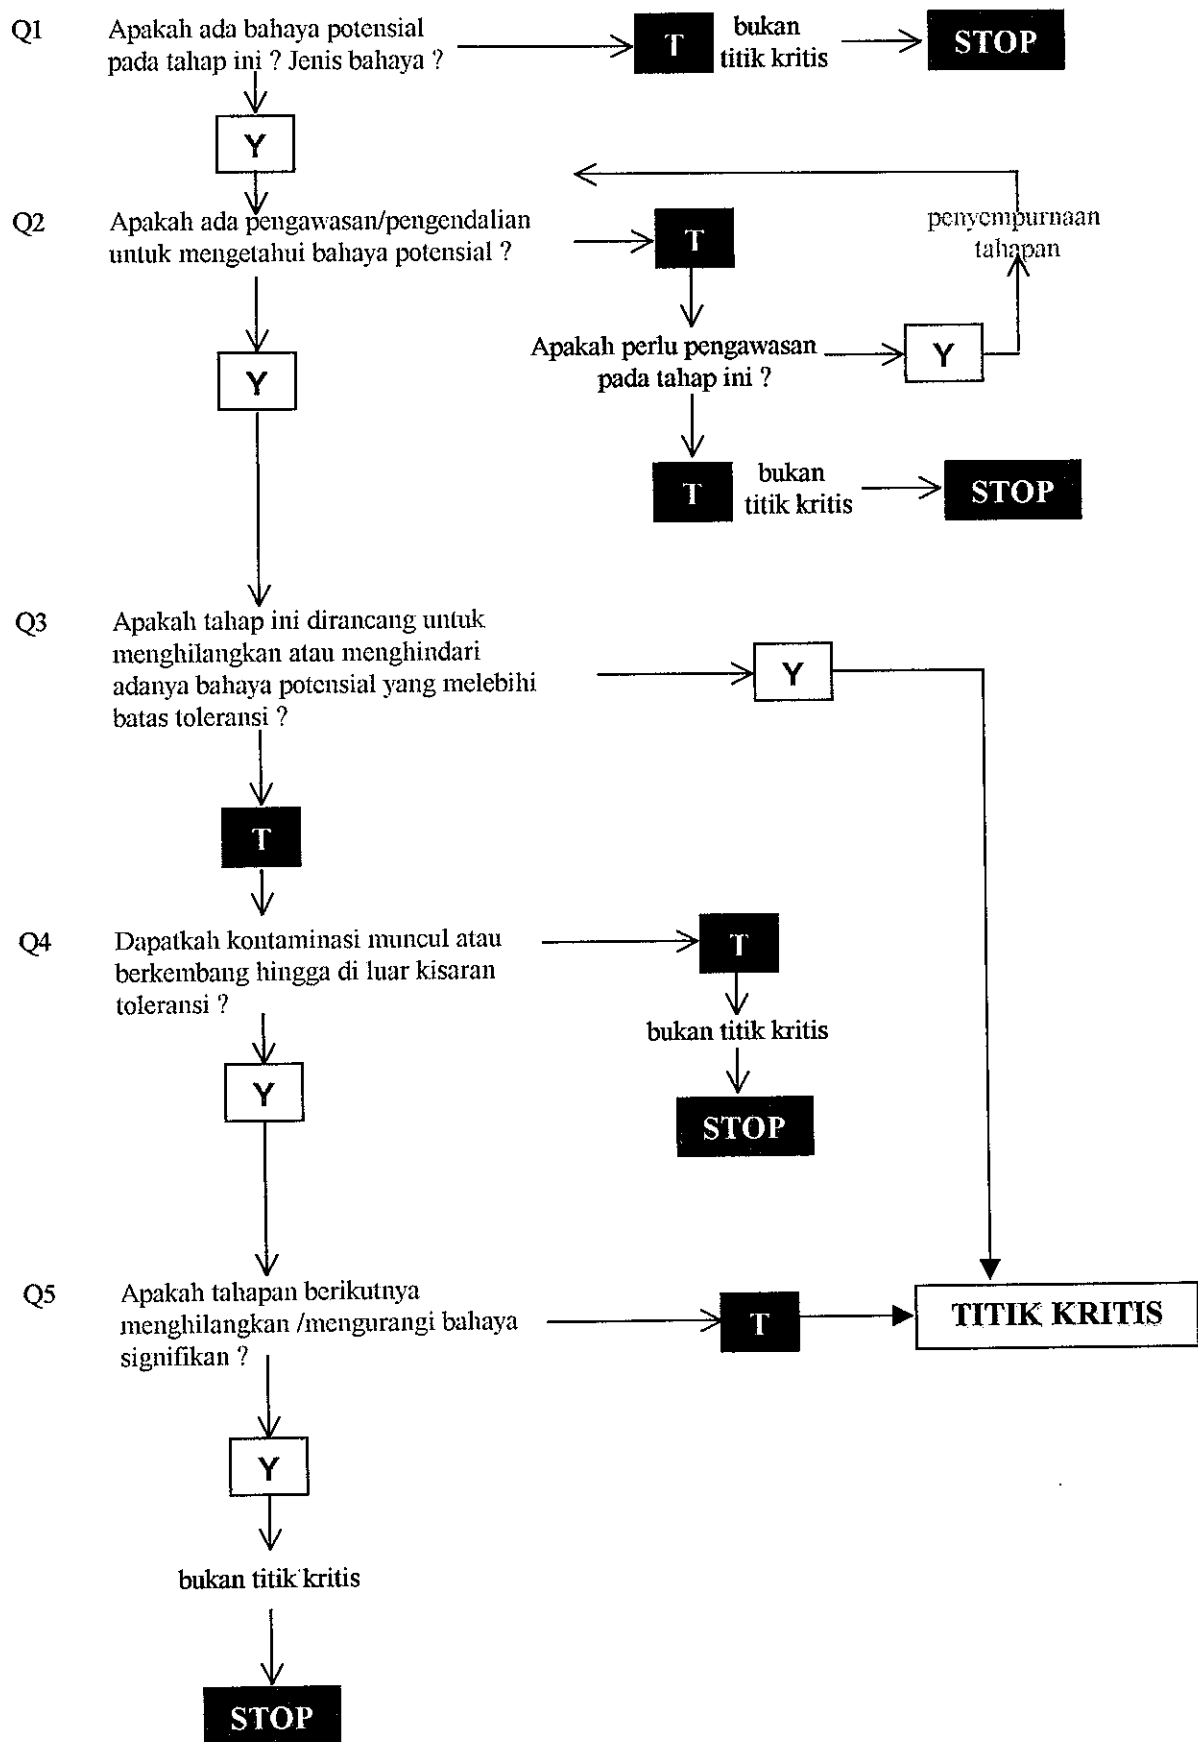 Q1
Apakah ada bahaya potensial
pada tahap ini ? Jenis bahaya ?
T
bukan
titik kritis
STOP
Y
Q2
Apakah ada pengawasan/pengendalian
untuk mengetahui bahaya potensial ?
T
penyempurnaan
tahapan
Y
Apakah perlu pengawasan
pada tahap ini ?
Y
T
bukan
titik kritis
STOP
Q3
Apakah tahap ini dirancang untuk
menghilangkan atau menghindari
adanya bahaya potensial yang melebihi
batas toleransi ?
Y
T
Q4
Dapatkah kontaminasi muncul atau
berkembang hingga di luar kisaran
toleransi ?
T
bukan titik kritis
STOP
Y
Q5
Apakah tahapan berikutnya
menghilangkan /mengurangi bahaya
signifikan ?
T
TITIK KRITIS
Y
bukan titik kritis
STOP